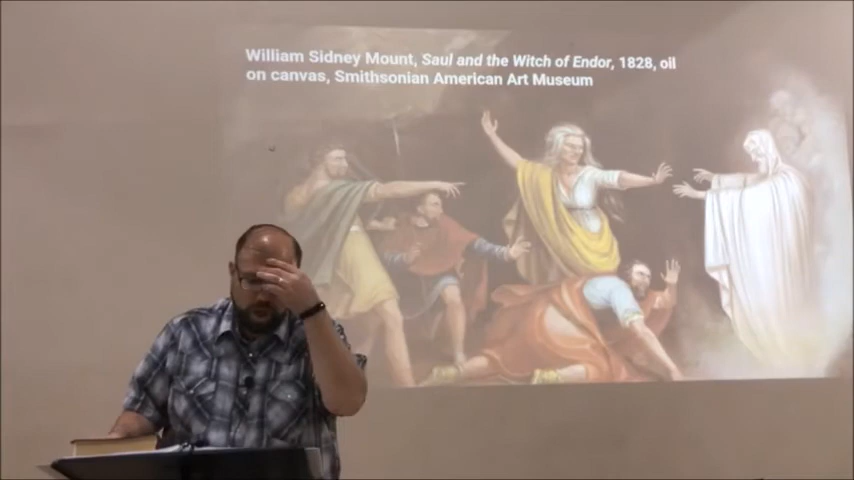 William Sidney Mount, Saul and the Witch of Endor, 1828, oil
on canvas, Smithsonian American Art Museum